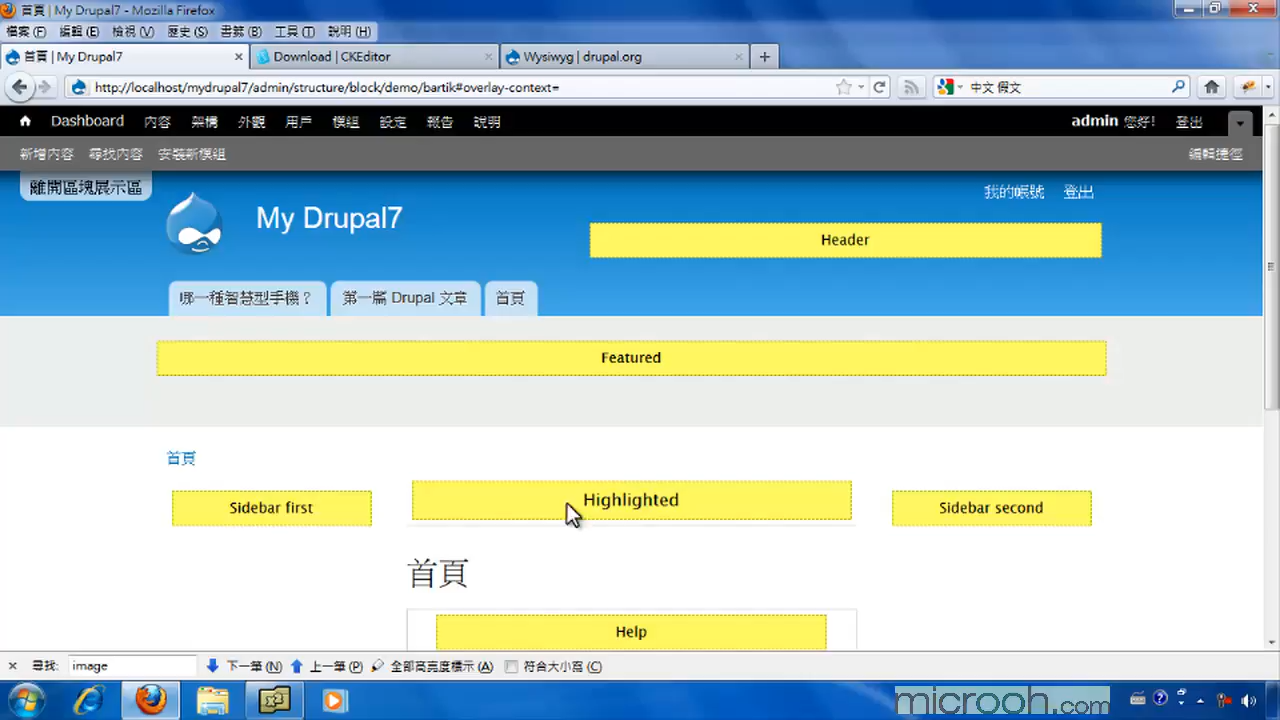 首頁 | My Drupal7 - Mozilla Firefox
檔案(F) 編輯(E) 檢視(V) 歷史(S) 書籤(B) 工具(T) 說明(H)
首頁 | My Drupal7 × Download | CKEditor × Wysiwyg | drupal.org × +
http://localhost/mydrupal7/admin/structure/block/demo/bartik#overlay-context= 中文 假文
Dashboard 內容 架構 外觀 用戶 模組 設定 報告 說明 admin 您好! 登出
新增內容 尋找內容 安裝新模組 編輯捷徑
離開區塊展示區
我的帳號 登出
My Drupal7
Header
哪一種智慧型手機？ 第一篇 Drupal 文章 首頁
Featured
首頁
Sidebar first Highlighted Sidebar second
首頁
Help
× 尋找: image 下一筆(N) 上一筆(P) 全部高亮度標示(A) 符合大小寫(C)
microoh.com